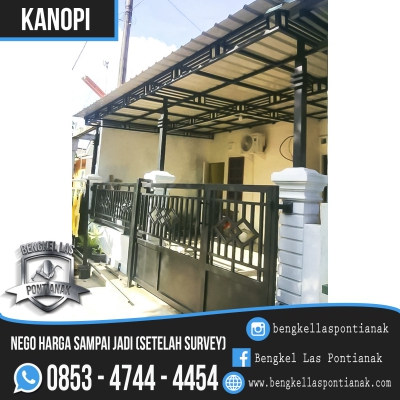 KANOPI
BENGKEL LAS
PONTIANAK
NEGO HARGA SAMPAI JADI (SETELAH SURVEY)
0853 - 4744 - 4454
bengkellaspontianak
Bengkel Las Pontianak
www.bengkellaspontianak.com